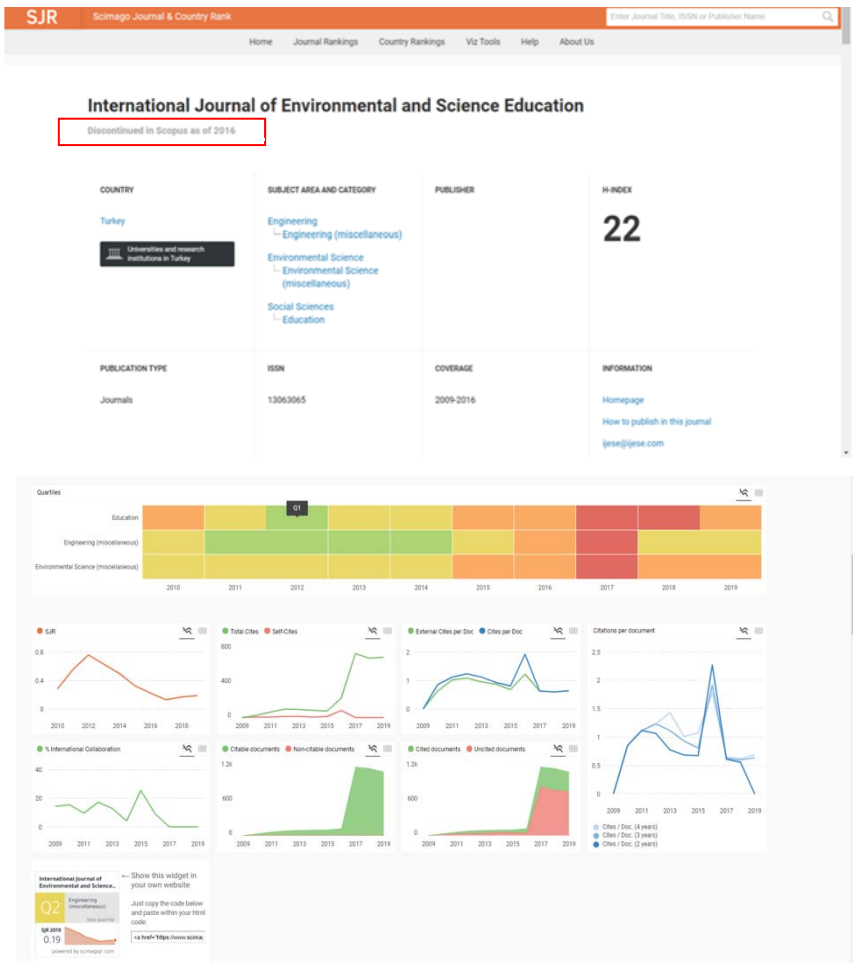 SJR Scimago Journal & Country Rank Enter Journal Title, ISSN or Publisher Name
Home Journal Rankings Country Rankings Viz Tools Help About Us
International Journal of Environmental and Science Education
Discontinued in Scopus as of 2016
COUNTRY SUBJECT AREA AND CATEGORY PUBLISHER H-INDEX
Turkey
Universities and research
institutions in Turkey
Engineering
Engineering (miscellaneous)
Environmental Science
Environmental Science
(miscellaneous)
Social Sciences
Education
22
PUBLICATION TYPE ISSN COVERAGE INFORMATION
Journals 13063065 2009-2016 Homepage
How to publish in this journal
ijese@ijese.com
Quartiles
Q1
Education
Engineering (miscellaneous)
Environmental Science (miscellaneous)
2010 2011 2012 2013 2014 2015 2016 2017 2018 2019
SJR
0.8
0.4
0
2010 2012 2014 2016 2018
Total Cites Self-Cites
800
400
0
2009 2011 2013 2015 2017 2019
External Cites per Doc Cites per Doc
2
1
0
2009 2011 2013 2015 2017 2019
Citations per document
2.5
2
1.5
1
0.5
0
2009 2011 2013 2015 2017 2019
Cites / Doc. (4 years)
Cites / Doc. (3 years)
Cites / Doc. (2 years)
% International Collaboration
40
20
0
2009 2011 2013 2015 2017 2019
Citable documents Non-citable documents
1.2k
600
0
2009 2011 2013 2015 2017 2019
Cited documents Uncited documents
1.2k
600
0
2009 2011 2013 2015 2017 2019
International Journal of
Environmental and Science..
Q2 Engineering
(miscellaneous)
best quartile
SJR 2019
0.19
powered by scimagojr.com
← Show this widget in
your own website
Just copy the code below
and paste within your html
code:
<a href="https://www.scimag